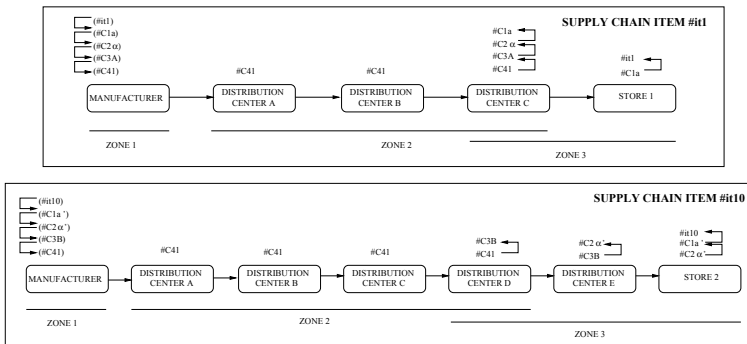 SUPPLY CHAIN ITEM #it1
(#it1)
(#C1a)
(#C2 α)
(#C3A)
(#C41)
#C41
#C41
#C1a
#C2 α
#C3A
#C41
#it1
#C1a
MANUFACTURER
DISTRIBUTION
CENTER A
DISTRIBUTION
CENTER B
DISTRIBUTION
CENTER C
STORE 1
ZONE 1
ZONE 2
ZONE 3
SUPPLY CHAIN ITEM #it10
(#it10)
(#C1a ’)
(#C2 α’)
(#C3B)
(#C41)
#C41
#C41
#C41
#C3B
#C41
#C2 α’
#C3B
#it10
#C1a ’
#C2 α’
MANUFACTURER
DISTRIBUTION
CENTER A
DISTRIBUTION
CENTER B
DISTRIBUTION
CENTER C
DISTRIBUTION
CENTER D
DISTRIBUTION
CENTER E
STORE 2
ZONE 1
ZONE 2
ZONE 3